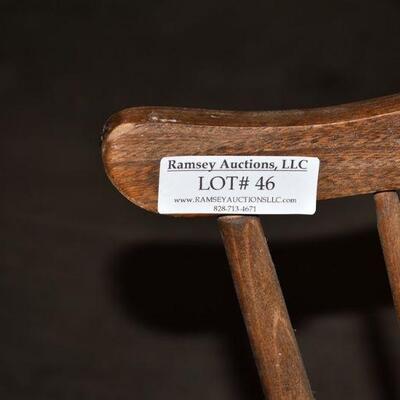 Ramsey Auctions, LLC
LOT# 46
www.RAMSEYAUCTIONSLLC.com
828-713-4671